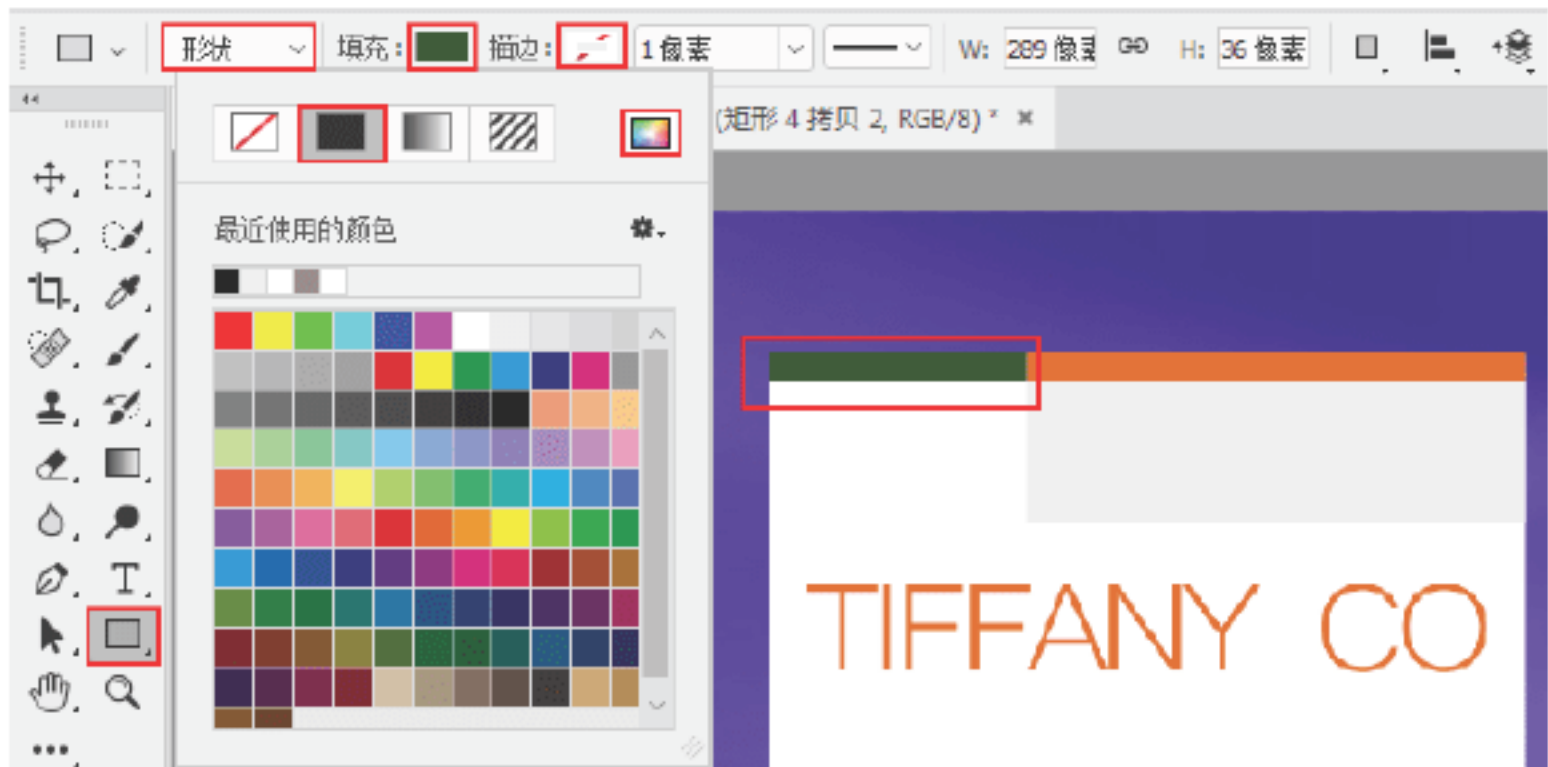 形状 填充: 描边: 1 像素 W: 289 像素 H: 36 像素
(矩形 4 拷贝 2, RGB/8) * ×
最近使用的颜色
TIFFANY CO